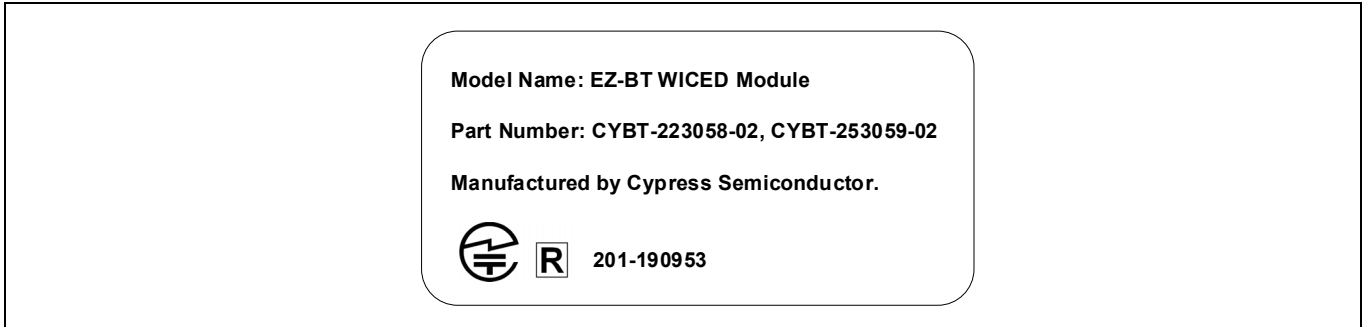 Model Name: EZ-BT WICED Module
Part Number: CYBT-223058-02, CYBT-253059-02
Manufactured by Cypress Semiconductor.
R 201-190953